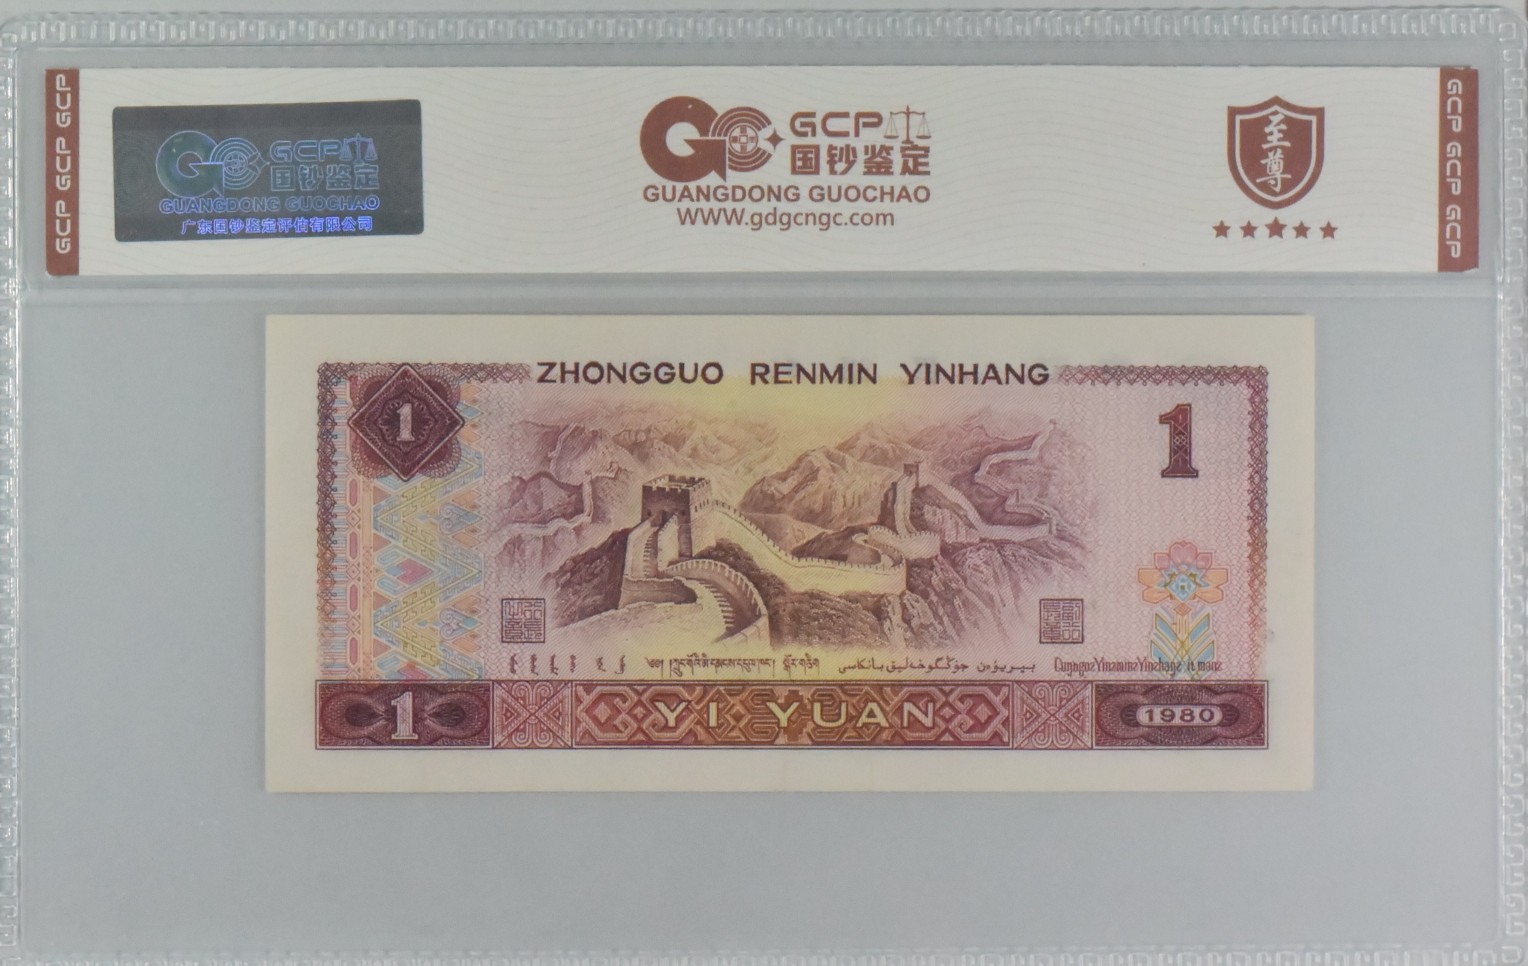 GCP GCP GCP
GCP
国钞鉴定
GUANGDONG GUOCHAO
广东国钞鉴定评估有限公司
GCP
国钞鉴定
GUANGDONG GUOCHAO
WWW.gdgcngc.com
至尊
GCP GCP GCP
ZHONGGUO RENMIN YINHANG
1
1
1
YI YUAN
1980